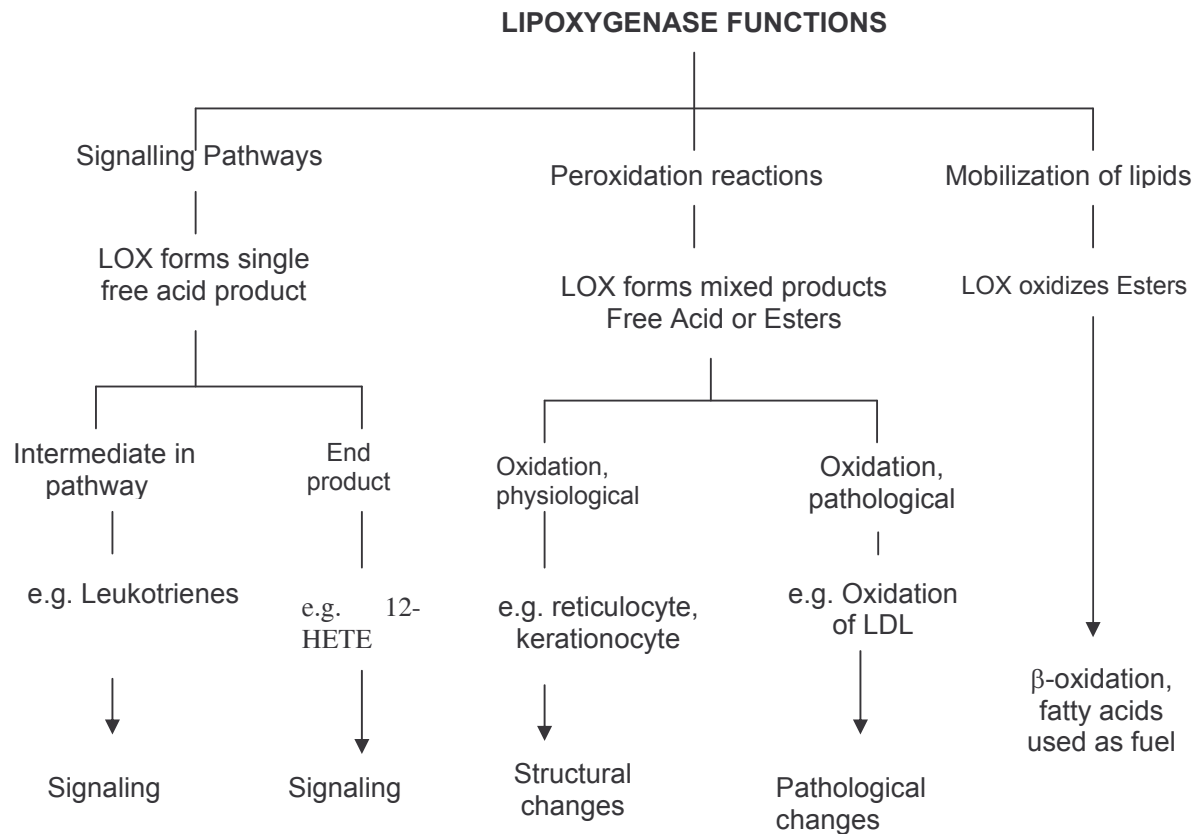 LIPOXYGENASE FUNCTIONS
Signalling Pathways
Peroxidation reactions
Mobilization of lipids
LOX forms single
free acid product
LOX forms mixed products
Free Acid or Esters
LOX oxidizes Esters
Intermediate in
pathway
End
product
Oxidation,
physiological
Oxidation,
pathological
e.g. Leukotrienes
e.g. 12-
HETE
e.g. reticulocyte,
kerationocyte
e.g. Oxidation
of LDL
β-oxidation,
fatty acids
used as fuel
Signaling
Signaling
Structural
changes
Pathological
changes